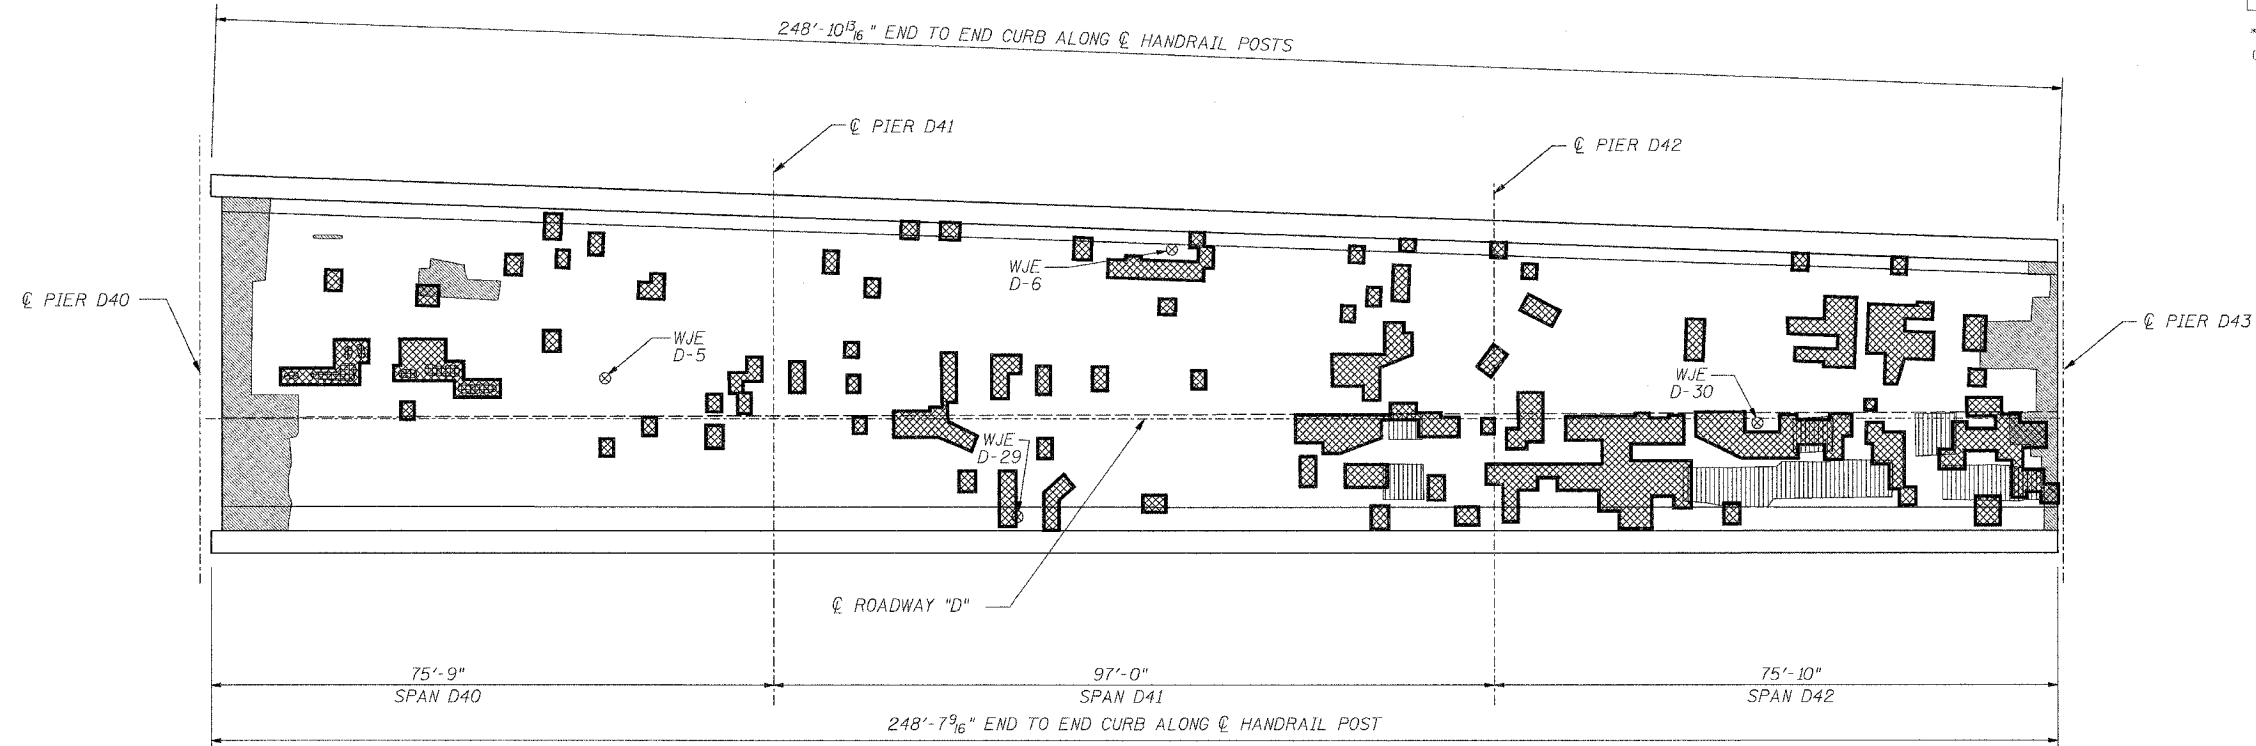 248'-10 13/16" END TO END CURB ALONG ℄ HANDRAIL POSTS
℄ PIER D41
℄ PIER D42
℄ PIER D40
℄ PIER D43
WJE
D-6
WJE
D-5
WJE
D-30
WJE
D-29
℄ ROADWAY "D"
75'-9"
SPAN D40
97'-0"
SPAN D41
75'-10"
SPAN D42
248'-7 9/16" END TO END CURB ALONG ℄ HANDRAIL POST